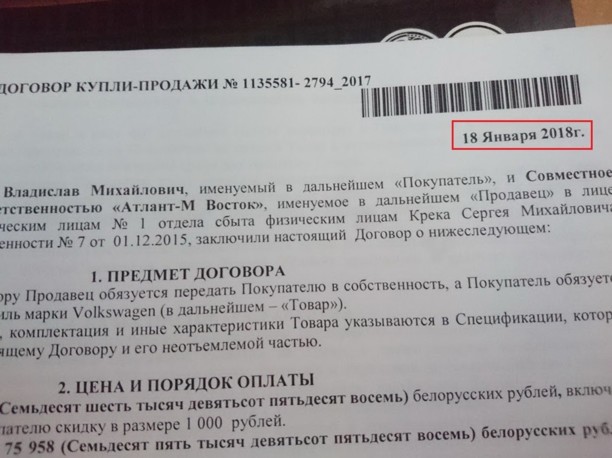 ДОГОВОР КУПЛИ-ПРОДАЖИ № 1135581- 2794_2017
18 Января 2018г.
Владислав Михайлович, именуемый в дальнейшем «Покупатель», и Совместное
етственностью «Атлант-М Восток», именуемое в дальнейшем «Продавец» в лице
ическим лицам № 1 отдела сбыта физическим лицам Крека Сергея Михайловича
енности № 7 от 01.12.2015, заключили настоящий Договор о нижеследующем:
1. ПРЕДМЕТ ДОГОВОРА
ору Продавец обязуется передать Покупателю в собственность, а Покупатель обязуетс
иль марки Volkswagen (в дальнейшем – «Товар»).
, комплектация и иные характеристики Товара указываются в Спецификации, котор
ящему Договору и его неотъемлемой частью.
2. ЦЕНА И ПОРЯДОК ОПЛАТЫ
(Семьдесят шесть тысяч девятьсот пятьдесят восемь) белорусских рублей, включ
пателю скидку в размере 1 000 рублей.
75 958 (Семьдесят пять тысяч девятьсот пятьдесят восемь) белорусских руб